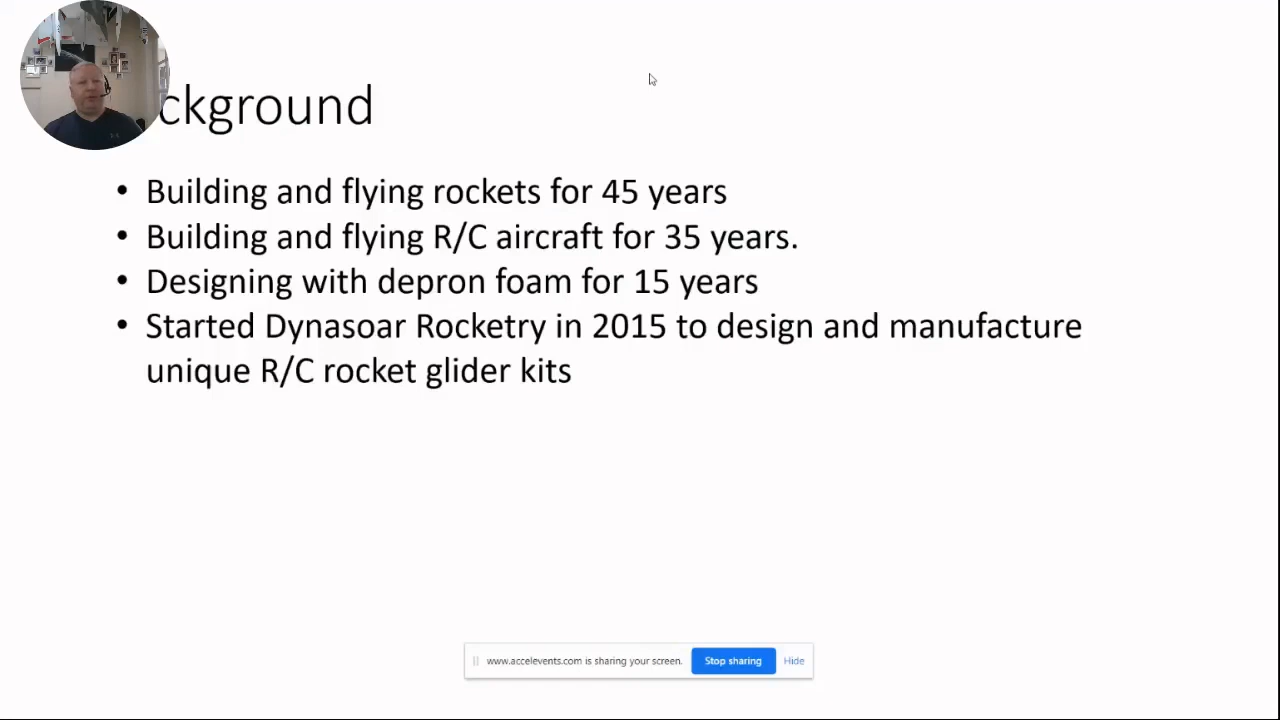 ckground
• Building and flying rockets for 45 years
• Building and flying R/C aircraft for 35 years.
• Designing with depron foam for 15 years
• Started Dynasoar Rocketry in 2015 to design and manufacture
unique R/C rocket glider kits
www.accelevents.com is sharing your screen.
Stop sharing
Hide